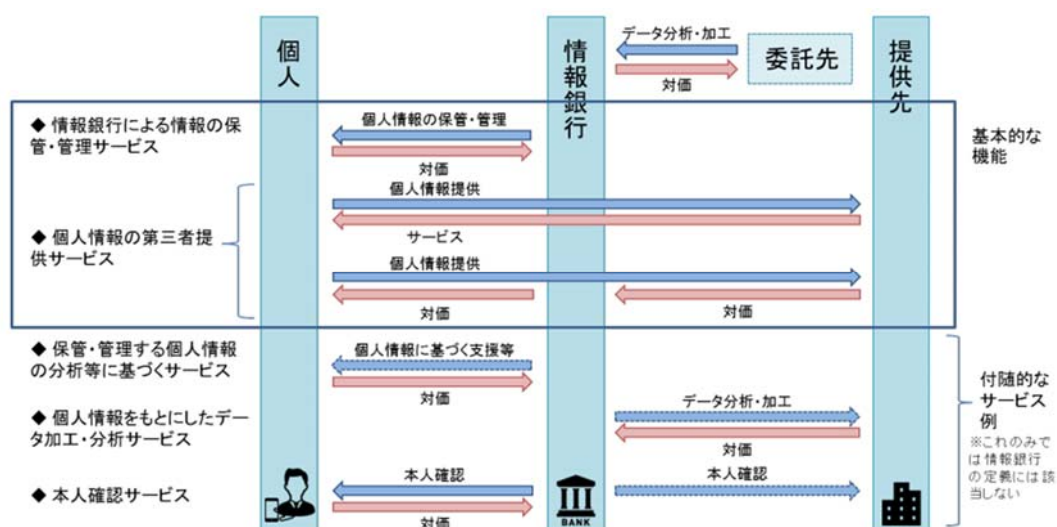 個人
情報銀行
データ分析・加工
対価
委託先
提供先
◆ 情報銀行による情報の保
管・管理サービス
個人情報の保管・管理
対価
基本的な
機能
◆ 個人情報の第三者提
供サービス
個人情報提供
サービス
個人情報提供
対価
対価
◆ 保管・管理する個人情報
の分析等に基づくサービス
個人情報に基づく支援等
対価
◆ 個人情報をもとにしたデー
タ加工・分析サービス
データ分析・加工
対価
付随的な
サービス
例
※これのみで
は情報銀行
の定義には該
当しない
◆ 本人確認サービス
本人確認
対価
本人確認
BANK